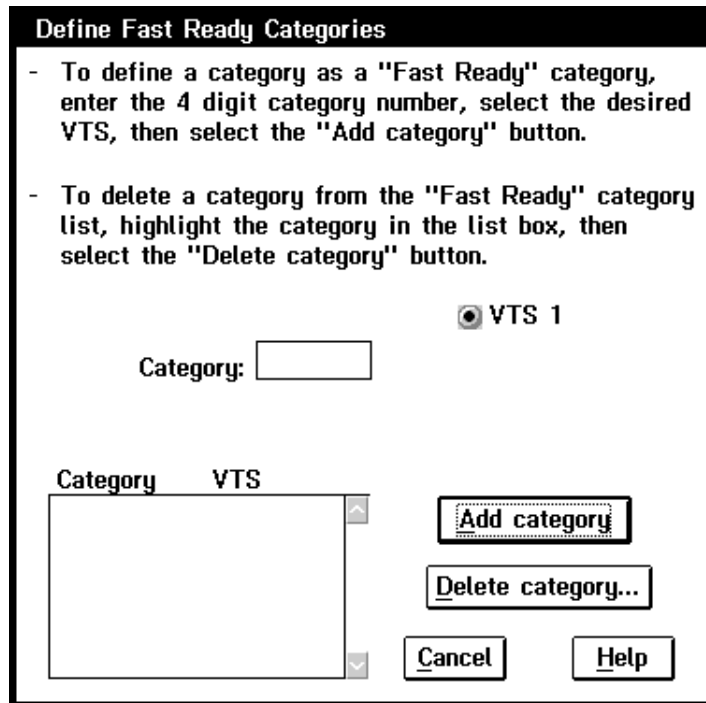 Define Fast Ready Categories
- To define a category as a "Fast Ready" category,
enter the 4 digit category number, select the desired
VTS, then select the "Add category" button.
- To delete a category from the "Fast Ready" category
list, highlight the category in the list box, then
select the "Delete category" button.
VTS 1
Category:
Category VTS
Add category
Delete category...
Cancel Help